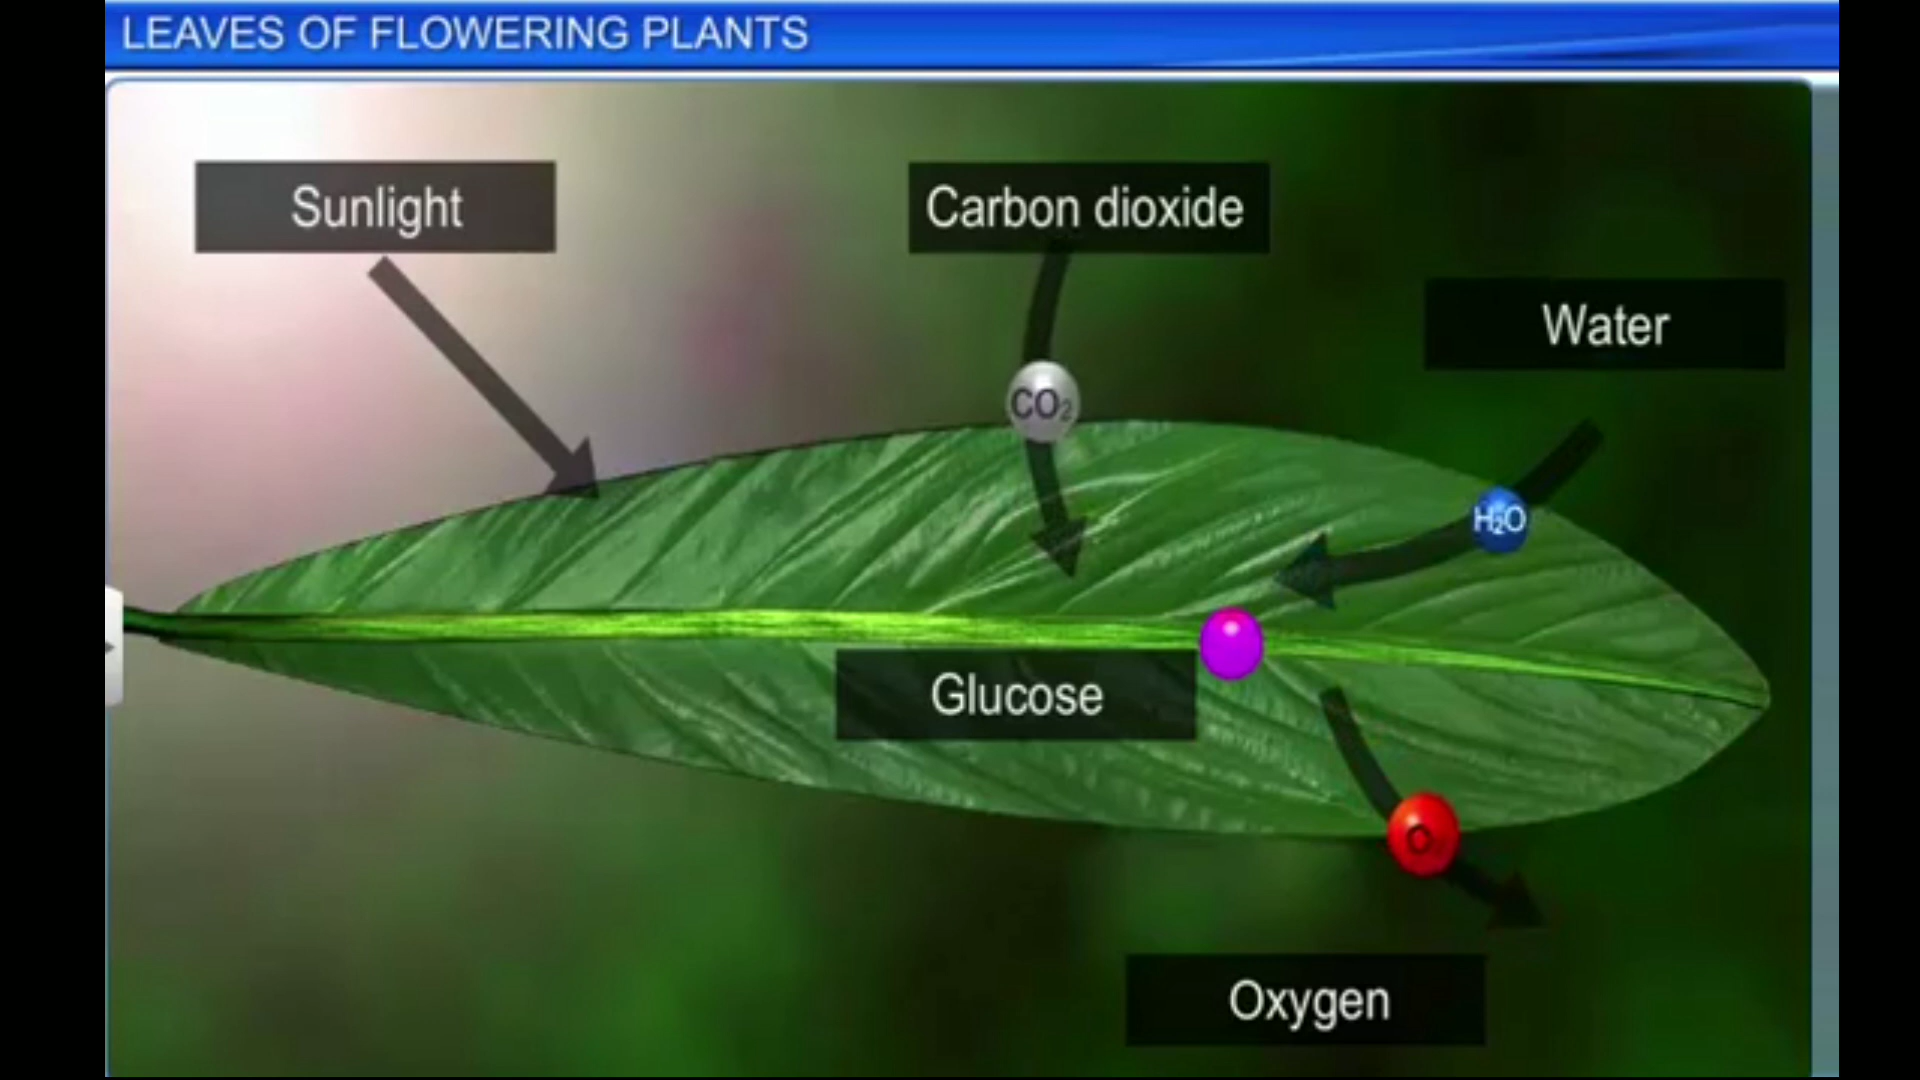 LEAVES OF FLOWERING PLANTS
Sunlight
Carbon dioxide
Water
CO₂
H₂O
Glucose
O
Oxygen